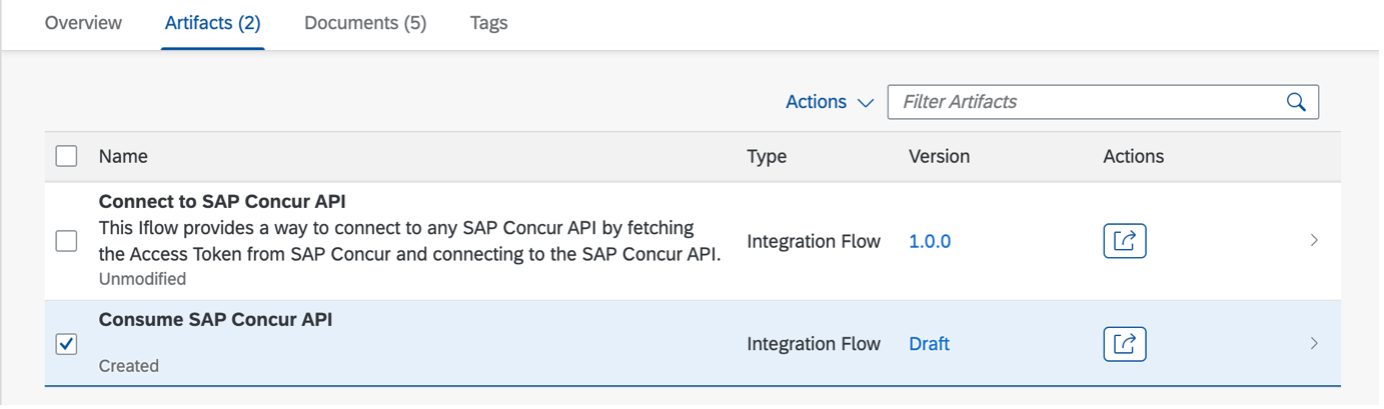 Overview Artifacts (2) Documents (5) Tags
Actions Filter Artifacts
Name Type Version Actions
Connect to SAP Concur API
This Iflow provides a way to connect to any SAP Concur API by fetching
the Access Token from SAP Concur and connecting to the SAP Concur API.
Unmodified
Integration Flow 1.0.0
Consume SAP Concur API
Created
Integration Flow Draft